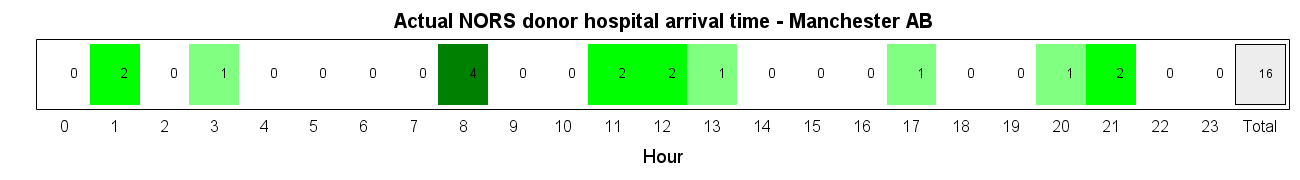 Actual NORS donor hospital arrival time - Manchester AB
0 2 0 1 0 0 0 0 4 0 0 2 2 1 0 0 0 1 0 0 1 2 0 0 16
0 1 2 3 4 5 6 7 8 9 10 11 12 13 14 15 16 17 18 19 20 21 22 23 Total
Hour